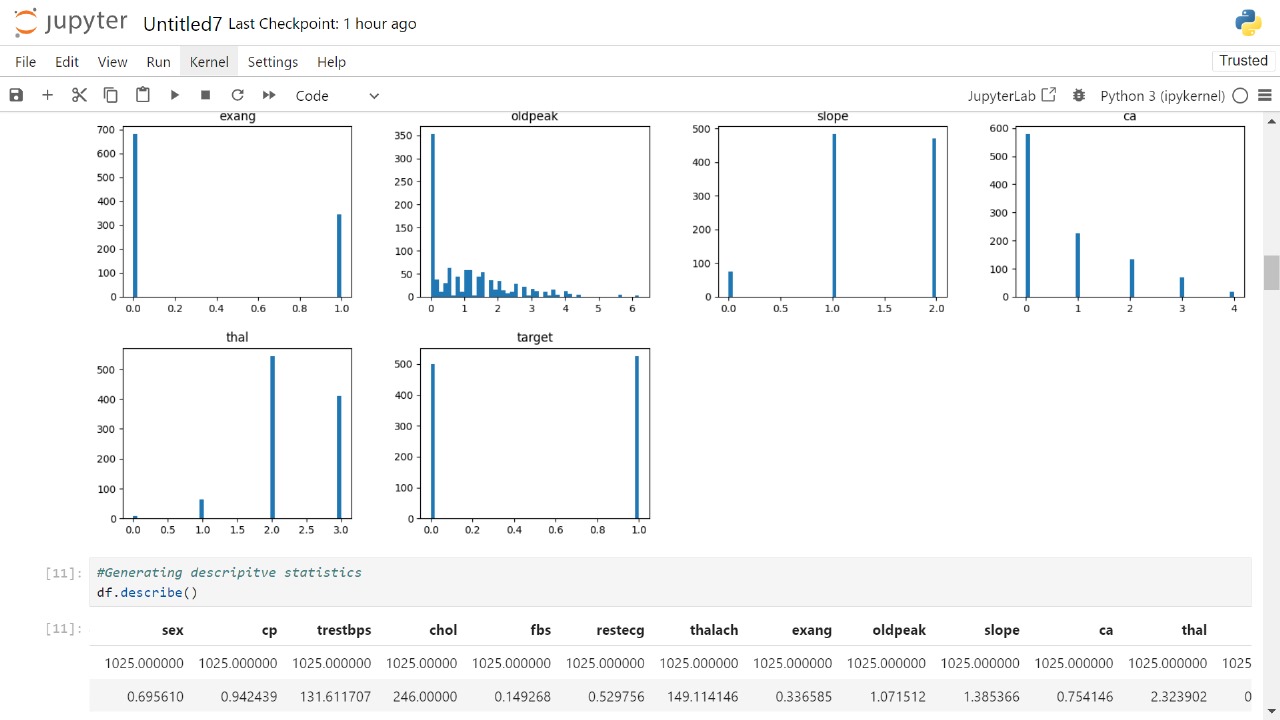 jupyter Untitled7 Last Checkpoint: 1 hour ago
File Edit View Run Kernel Settings Help Trusted
Code JupyterLab Python 3 (ipykernel)
exang oldpeak slope ca
700 600 500 400 300 200 100 0
0.0 0.2 0.4 0.6 0.8 1.0
350 300 250 200 150 100 50 0
0 1 2 3 4 5 6
500 400 300 200 100 0
0.0 0.5 1.0 1.5 2.0
600 500 400 300 200 100 0
0 1 2 3 4
thal target
500 400 300 200 100 0
0.0 0.5 1.0 1.5 2.0 2.5 3.0
500 400 300 200 100 0
0.0 0.2 0.4 0.6 0.8 1.0
[11]: #Generating descripitve statistics
df.describe()
[11]: sex cp trestbps chol fbs restecg thalach exang oldpeak slope ca thal
1025.000000 1025.000000 1025.000000 1025.00000 1025.000000 1025.000000 1025.000000 1025.000000 1025.000000 1025.000000 1025.000000 1025.000000 1025
0.695610 0.942439 131.611707 246.00000 0.149268 0.529756 149.114146 0.336585 1.071512 1.385366 0.754146 2.323902 0